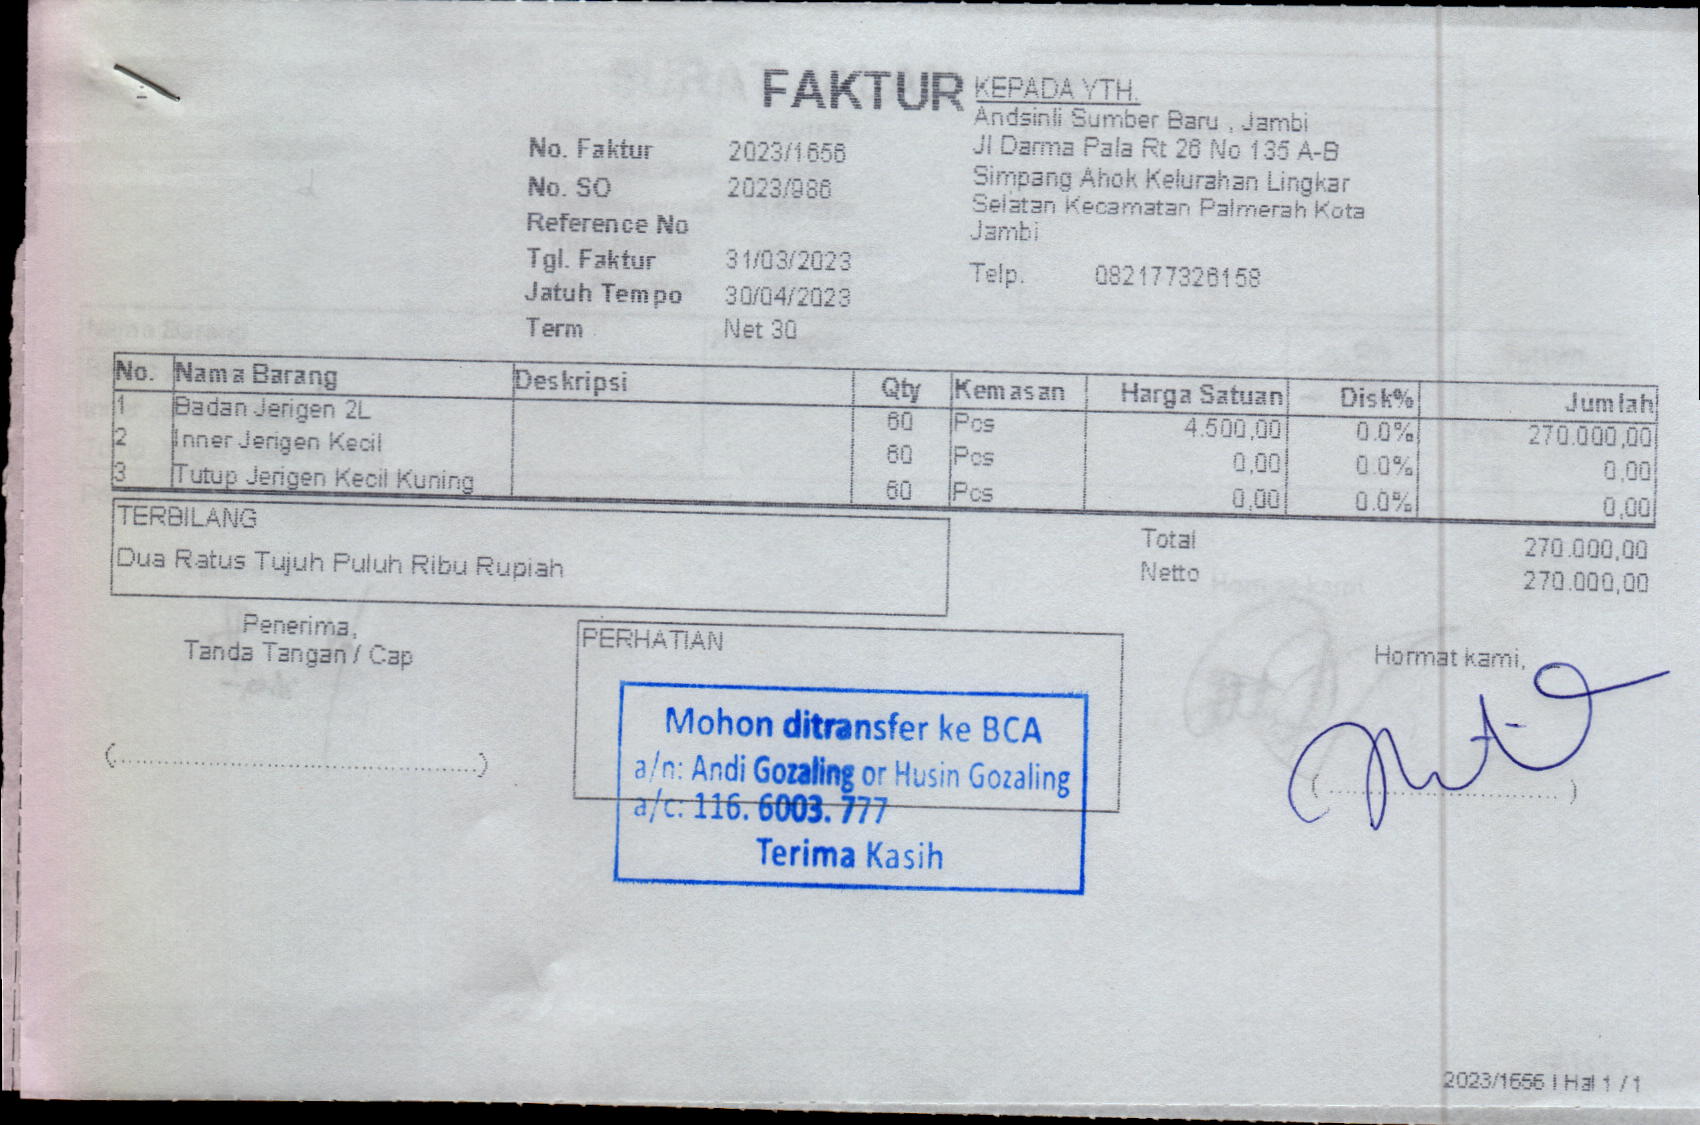 FAKTUR
No. Faktur 2023/1656
No. SO 2023/986
Reference No
Tgl. Faktur 31/03/2023
Jatuh Tempo 30/04/2023
Term Net 30
KEPADA YTH.
Andsinli Sumber Baru , Jambi
Jl Darma Pala Rt 26 No 135 A-B
Simpang Ahok Kelurahan Lingkar
Selatan Kecamatan Palmerah Kota
Jambi
Telp. 082177326158
No. Nama Barang Deskripsi Qty Kemasan Harga Satuan Disk% Jumlah
1 Badan Jerigen 2L 60 Pcs 4.500,00 0.0% 270.000,00
2 Inner Jerigen Kecil 60 Pcs 0,00 0.0% 0,00
3 Tutup Jerigen Kecil Kuning 60 Pcs 0,00 0.0% 0,00
TERBILANG
Dua Ratus Tujuh Puluh Ribu Rupiah
Total 270.000,00
Netto 270.000,00
Penerima,
Tanda Tangan / Cap
(........................................)
PERHATIAN
Mohon ditransfer ke BCA
a/n: Andi Gozaling or Husin Gozaling
a/c: 116. 6003. 777
Terima Kasih
Hormat kami,
(........................................)
2023/1656 | Hal 1 / 1